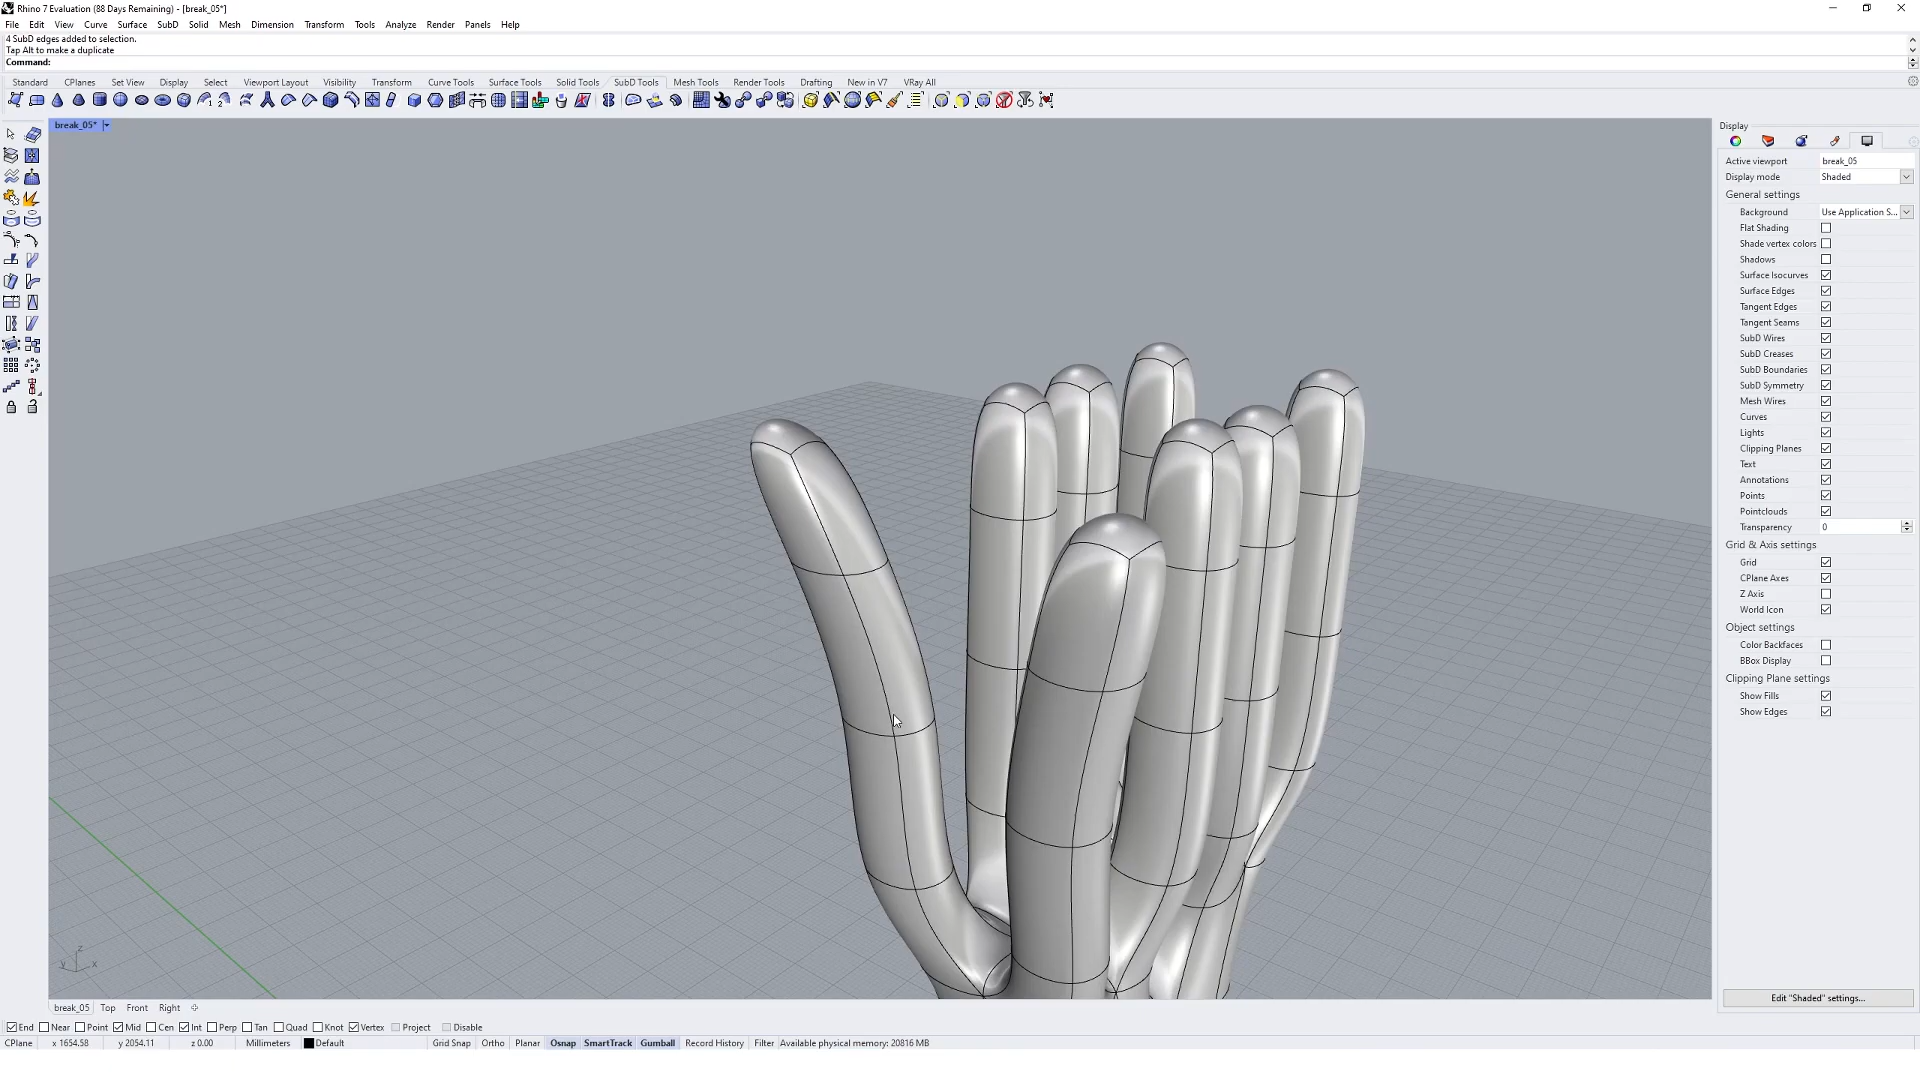 Rhino 7 Evaluation (88 Days Remaining) - [break_05*]
File Edit View Curve Surface SubD Solid Mesh Dimension Transform Tools Analyze Render Panels Help
4 SubD edges added to selection.
Tap Alt to make a duplicate
Command:
Standard CPlanes Set View Display Select Viewport Layout Visibility Transform Curve Tools Surface Tools Solid Tools SubD Tools Mesh Tools Render Tools Drafting New in V7 VRay All
break_05*
Display
Active viewport break_05
Display mode Shaded
General settings
Background Use Application S...
Flat Shading
Shade vertex colors
Shadows
Surface Isocurves
Surface Edges
Tangent Edges
Tangent Seams
SubD Wires
SubD Creases
SubD Boundaries
SubD Symmetry
Mesh Wires
Curves
Lights
Clipping Planes
Text
Annotations
Points
Pointclouds
Transparency 0
Grid & Axis settings
Grid
CPlane Axes
Z Axis
World Icon
Object settings
Color Backfaces
BBox Display
Clipping Plane settings
Show Fills
Show Edges
Edit "Shaded" settings...
z
y x
break_05 Top Front Right
End Near Point Mid Cen Int Perp Tan Quad Knot Vertex Project Disable
CPlane x 1654.58 y 2054.11 z 0.00 Millimeters Default Grid Snap Ortho Planar Osnap SmartTrack Gumball Record History Filter Available physical memory: 20816 MB